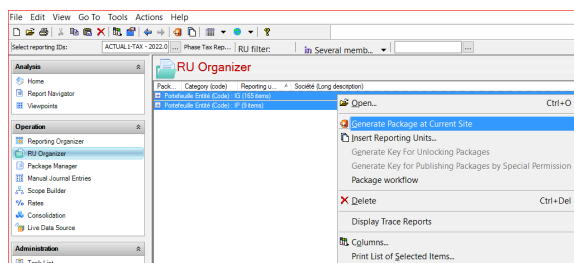 File Edit View Go To Tools Actions Help
Select reporting IDs: ACTUAL1-TAX - 2022.0 ... Phase Tax Rep... RU filter: in Several memb... ...
Analysis
Home
Report Navigator
Viewpoints
Operation
Reporting Organizer
RU Organizer
Package Manager
Manual Journal Entries
Scope Builder
Rates
Consolidation
Live Data Source
Administration
Task List
RU Organizer
Pack... Category (code) Reporting u... Société (Long description)
Portefeuille Entité (Code) : IG (165 items)
Portefeuille Entité (Code) : IP (9 items)
Open... Ctrl+O
Generate Package at Current Site
Insert Reporting Units...
Generate Key For Unlocking Packages
Generate Key for Publishing Packages by Special Permission
Package workflow
Delete Ctrl+Del
Display Trace Reports
Columns...
Print List of Selected Items...